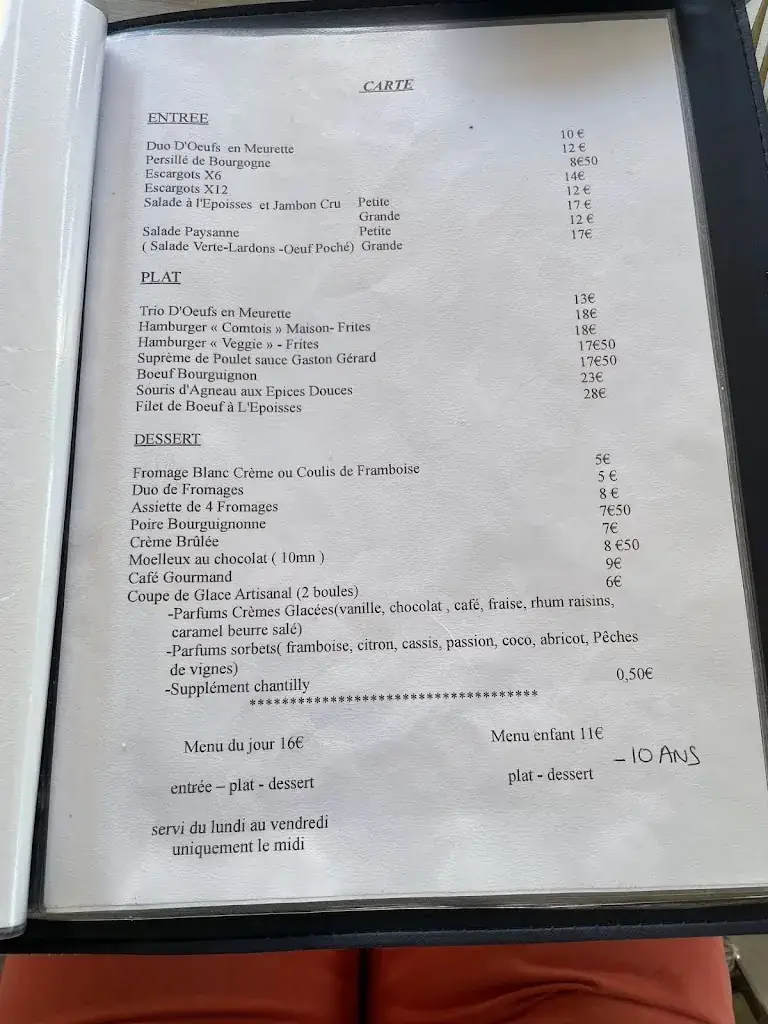 CARTE
ENTREE
Duo D'Oeufs en Meurette 10 €
Persillé de Bourgogne 12 €
Escargots X6 8€50
Escargots X12 14€
Salade à l'Epoisses et Jambon Cru Petite 12 €
Grande 17 €
Salade Paysanne Petite 12 €
( Salade Verte-Lardons -Oeuf Poché) Grande 17€
PLAT
Trio D'Oeufs en Meurette 13€
Hamburger « Comtois » Maison- Frites 18€
Hamburger « Veggie » - Frites 18€
Suprème de Poulet sauce Gaston Gérard 17€50
Boeuf Bourguignon 17€50
Souris d'Agneau aux Epices Douces 23€
Filet de Boeuf à L'Epoisses 28€
DESSERT
Fromage Blanc Crème ou Coulis de Framboise 5€
Duo de Fromages 5 €
Assiette de 4 Fromages 8 €
Poire Bourguignonne 7€50
Crème Brûlée 7€
Moelleux au chocolat ( 10mn ) 8 €50
Café Gourmand 9€
Coupe de Glace Artisanal (2 boules) 6€
-Parfums Crèmes Glacées(vanille, chocolat , café, fraise, rhum raisins,
caramel beurre salé)
-Parfums sorbets( framboise, citron, cassis, passion, coco, abricot, Pêches
de vignes)
-Supplément chantilly 0,50€
************************************
Menu du jour 16€
entrée – plat - dessert
servi du lundi au vendredi
uniquement le midi
Menu enfant 11€
- 10 ANS
plat - dessert